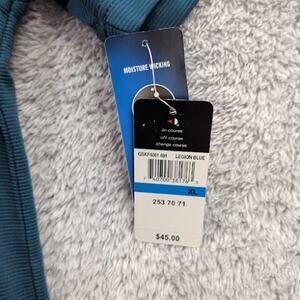 MOISTURE WICKING
on course
off course
change course
GSKF4001 491 LEGION BLUE
XL
253 70 71
$45.00